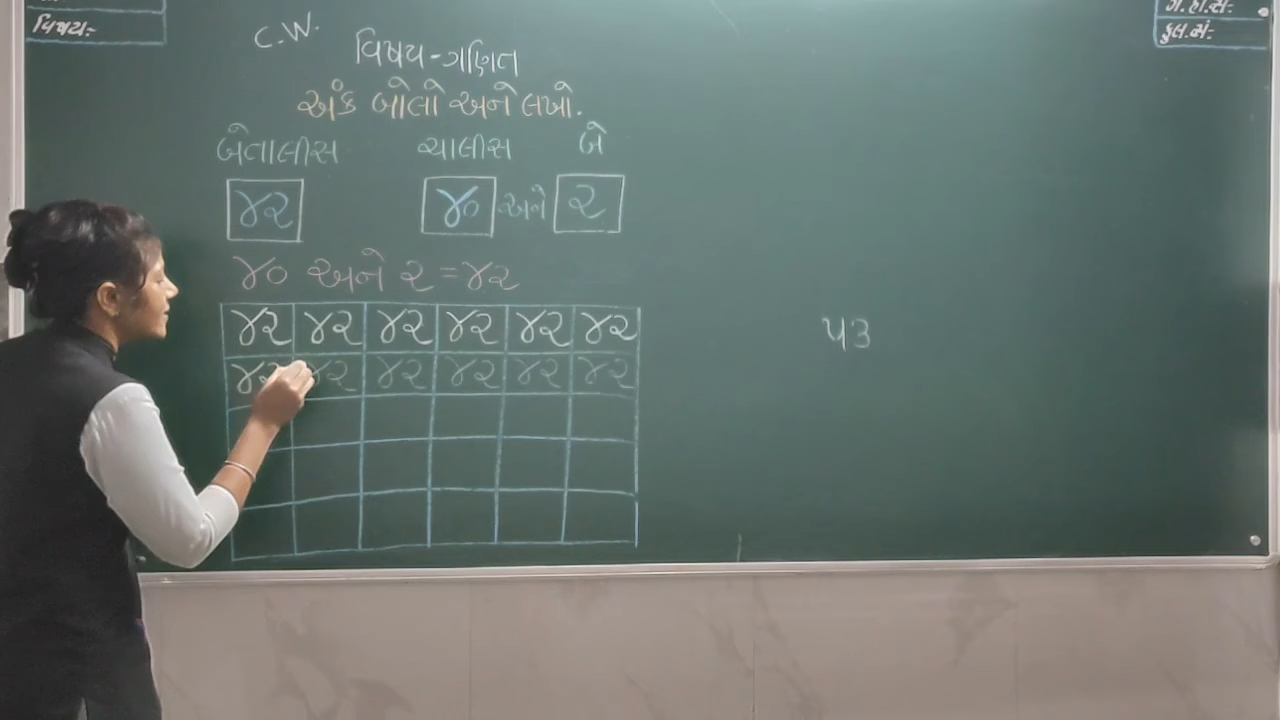 વિષય:-
ગ.હા.સં:-
કુલ.સં:-
C.W.
વિષય-ગણિત
અંક બોલો અને લખો.
બેતાલીસ ચાલીસ બે
૪૨ ૪૦ અને ૨
૪૦ અને ૨ = ૪૨
૪૨ ૪૨ ૪૨ ૪૨ ૪૨ ૪૨
૪૨ ૪૨ ૪૨ ૪૨ ૪૨ ૪૨
૫૩